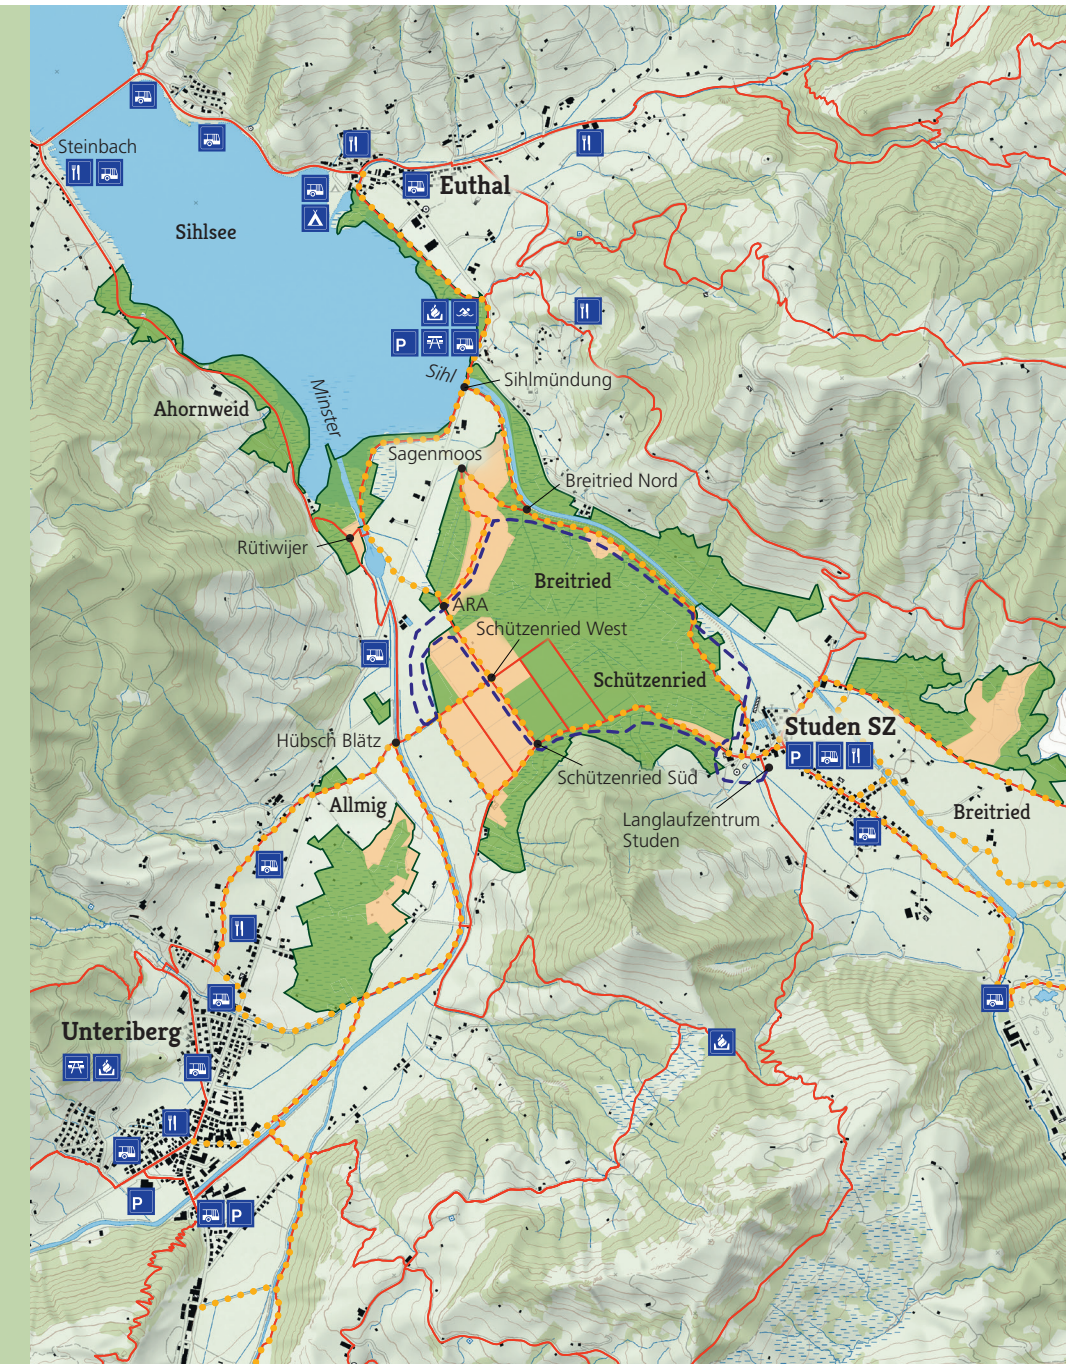 Steinbach
Euthal
Sihlsee
Sihl
Sihlmündung
P
Minster
Ahornweid
Sagenmoos
Breitried Nord
Rütiwijer
Breitried
ARA
Schützenried West
Schützenried
Studen SZ
Hübsch Blätz
P
Schützenried Süd
Allmig
Langlaufzentrum
Studen
Breitried
Unteriberg
P
P